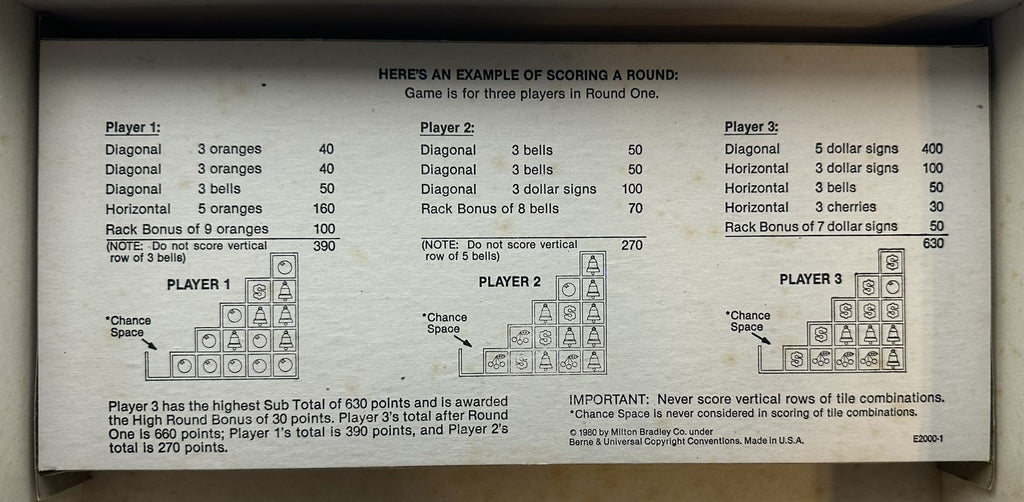 HERE'S AN EXAMPLE OF SCORING A ROUND:
Game is for three players in Round One.
Player 1:
Diagonal 3 oranges 40
Diagonal 3 oranges 40
Diagonal 3 bells 50
Horizontal 5 oranges 160
Rack Bonus of 9 oranges 100
(NOTE: Do not score vertical 390
row of 3 bells)
PLAYER 1
*Chance
Space
Player 2:
Diagonal 3 bells 50
Diagonal 3 bells 50
Diagonal 3 dollar signs 100
Rack Bonus of 8 bells 70
(NOTE: Do not score vertical 270
row of 5 bells)
PLAYER 2
*Chance
Space
Player 3:
Diagonal 5 dollar signs 400
Horizontal 3 dollar signs 100
Horizontal 3 bells 50
Horizontal 3 cherries 30
Rack Bonus of 7 dollar signs 50
630
PLAYER 3
*Chance
Space
Player 3 has the highest Sub Total of 630 points and is awarded
the High Round Bonus of 30 points. Player 3's total after Round
One is 660 points; Player 1's total is 390 points, and Player 2's
total is 270 points.
IMPORTANT: Never score vertical rows of tile combinations.
*Chance Space is never considered in scoring of tile combinations.
© 1980 by Milton Bradley Co. under
Berne & Universal Copyright Conventions. Made in U.S.A.
E2000-1